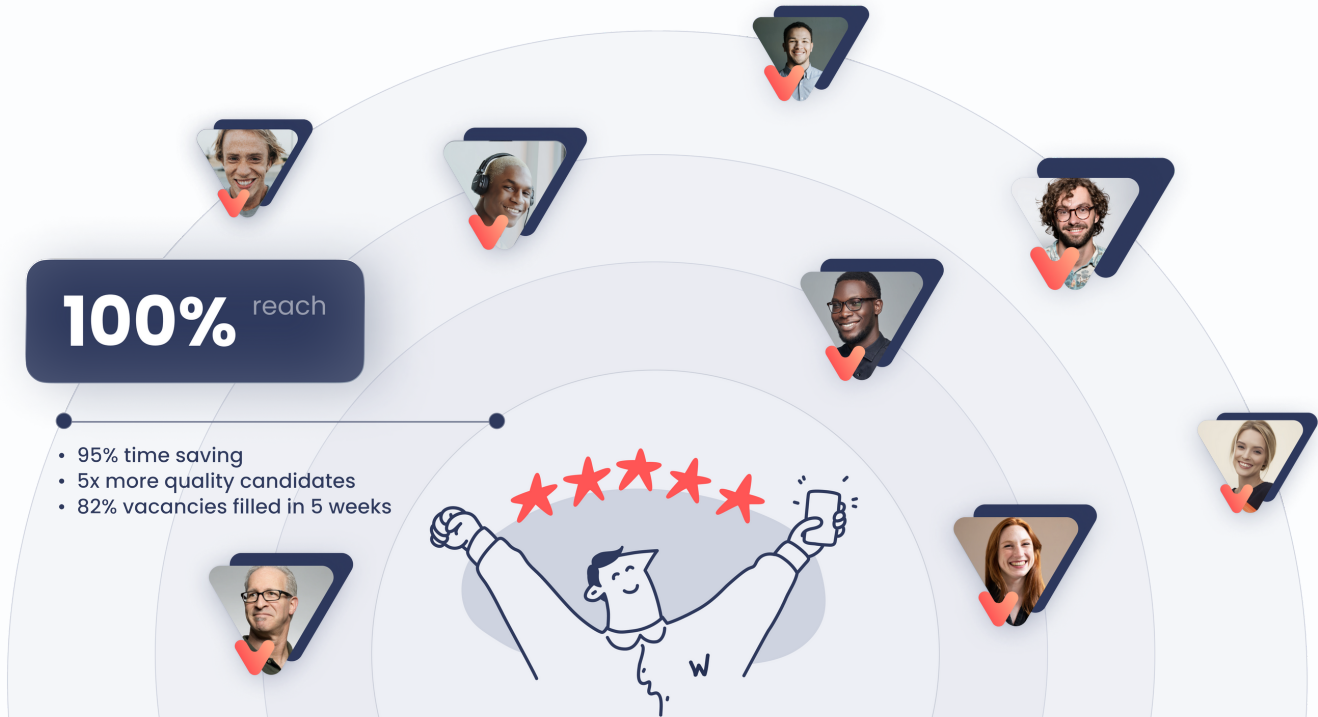 100% reach
• 95% time saving
• 5x more quality candidates
• 82% vacancies filled in 5 weeks
W